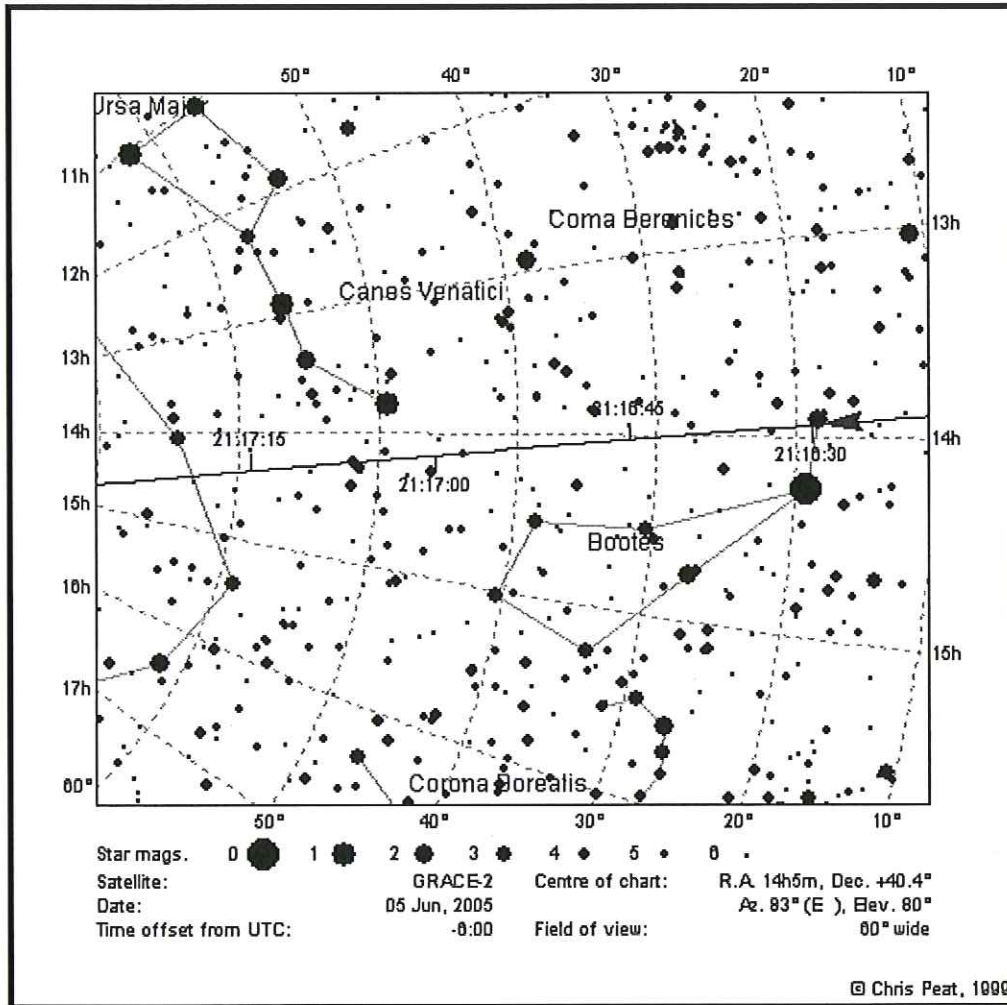 50° 40° 30° 20° 10°
Ursa Major
11h
Coma Berenices 13h
12h
Canes Venatici
13h
21:16:45
14h 21:17:15 14h
21:16:30
21:17:00
15h
Bootes
16h
15h
17h
60° Corona Borealis
50° 40° 30° 20° 10°
Star mags. 0 1 2 3 4 5 6
Satellite: GRACE-2 Centre of chart: R.A. 14h5m, Dec. +40.4°
Date: 05 Jun, 2005 Az. 83° (E ), Elev. 80°
Time offset from UTC: -6:00 Field of view: 60° wide
© Chris Peat, 1999